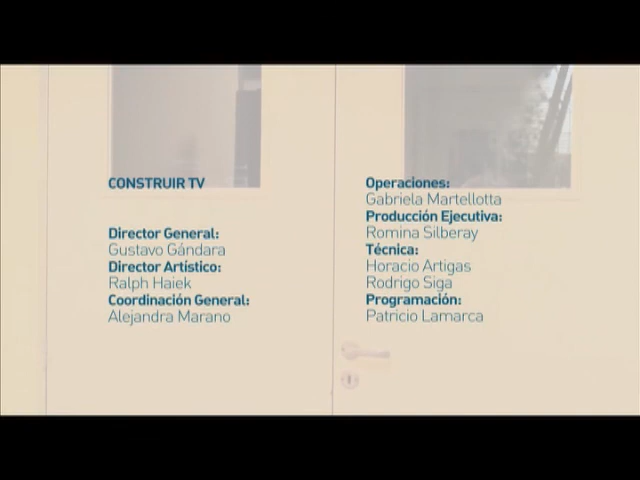 CONSTRUIR TV
Director General:
Gustavo Gándara
Director Artístico:
Ralph Haiek
Coordinación General:
Alejandra Marano
Operaciones:
Gabriela Martellotta
Producción Ejecutiva:
Romina Silberay
Técnica:
Horacio Artigas
Rodrigo Siga
Programación:
Patricio Lamarca